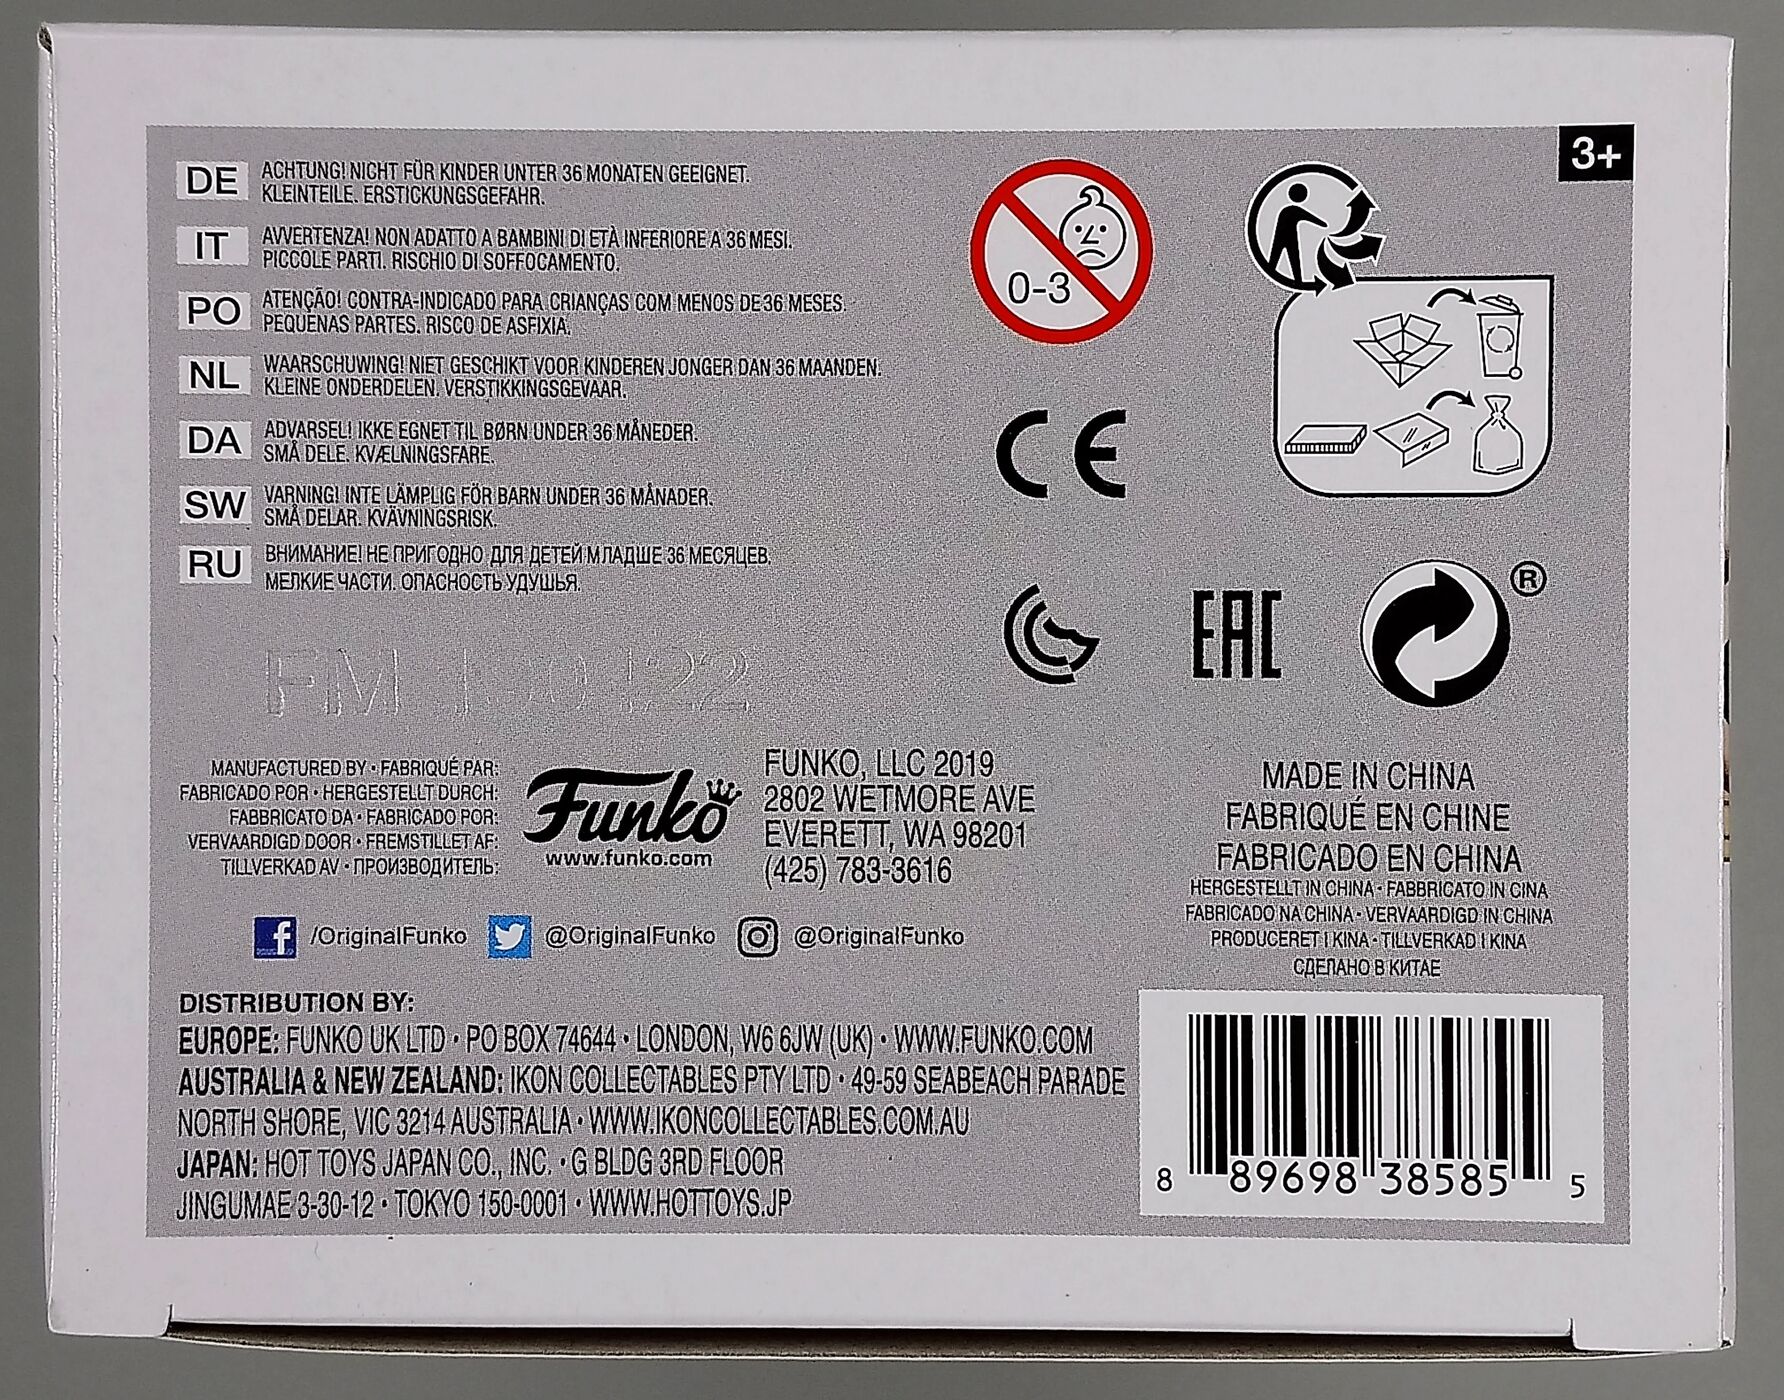 3+
DE ACHTUNG! NICHT FÜR KINDER UNTER 36 MONATEN GEEIGNET.
KLEINTEILE. ERSTICKUNGSGEFAHR.
IT AVVERTENZA! NON ADATTO A BAMBINI DI ETÀ INFERIORE A 36 MESI.
PICCOLE PARTI. RISCHIO DI SOFFOCAMENTO.
PO ATENÇÃO! CONTRA-INDICADO PARA CRIANÇAS COM MENOS DE 36 MESES.
PEQUENAS PARTES. RISCO DE ASFIXIA.
NL WAARSCHUWING! NIET GESCHIKT VOOR KINDEREN JONGER DAN 36 MAANDEN.
KLEINE ONDERDELEN. VERSTIKKINGSGEVAAR.
DA ADVARSEL! IKKE EGNET TIL BØRN UNDER 36 MÅNEDER.
SMÅ DELE. KVÆLNINGSFARE.
SW VARNING! INTE LÄMPLIG FÖR BARN UNDER 36 MÅNADER.
SMÅ DELAR. KVÄVNINGSRISK.
RU ВНИМАНИЕ! НЕ ПРИГОДНО ДЛЯ ДЕТЕЙ МЛАДШЕ 36 МЕСЯЦЕВ.
МЕЛКИЕ ЧАСТИ. ОПАСНОСТЬ УДУШЬЯ.
0-3
CE
EAC
®
FM
MANUFACTURED BY • FABRIQUÉ PAR:
FABRICADO POR • HERGESTELLT DURCH:
FABBRICATO DA • FABRICADO POR:
VERVAARDIGD DOOR • FREMSTILLET AF:
TILLVERKAD AV • ПРОИЗВОДИТЕЛЬ:
Funko
www.funko.com
FUNKO, LLC 2019
2802 WETMORE AVE
EVERETT, WA 98201
(425) 783-3616
MADE IN CHINA
FABRIQUÉ EN CHINE
FABRICADO EN CHINA
HERGESTELLT IN CHINA • FABBRICATO IN CINA
FABRICADO NA CHINA • VERVAARDIGD IN CHINA
PRODUCERET I KINA • TILLVERKAD I KINA
СДЕЛАНО В КИТАЕ
f /OriginalFunko @OriginalFunko @OriginalFunko
DISTRIBUTION BY:
EUROPE: FUNKO UK LTD • PO BOX 74644 • LONDON, W6 6JW (UK) • WWW.FUNKO.COM
AUSTRALIA & NEW ZEALAND: IKON COLLECTABLES PTY LTD • 49-59 SEABEACH PARADE
NORTH SHORE, VIC 3214 AUSTRALIA • WWW.IKONCOLLECTABLES.COM.AU
JAPAN: HOT TOYS JAPAN CO., INC. • G BLDG 3RD FLOOR
JINGUMAE 3-30-12 • TOKYO 150-0001 • WWW.HOTTOYS.JP
8 89698 38585 5